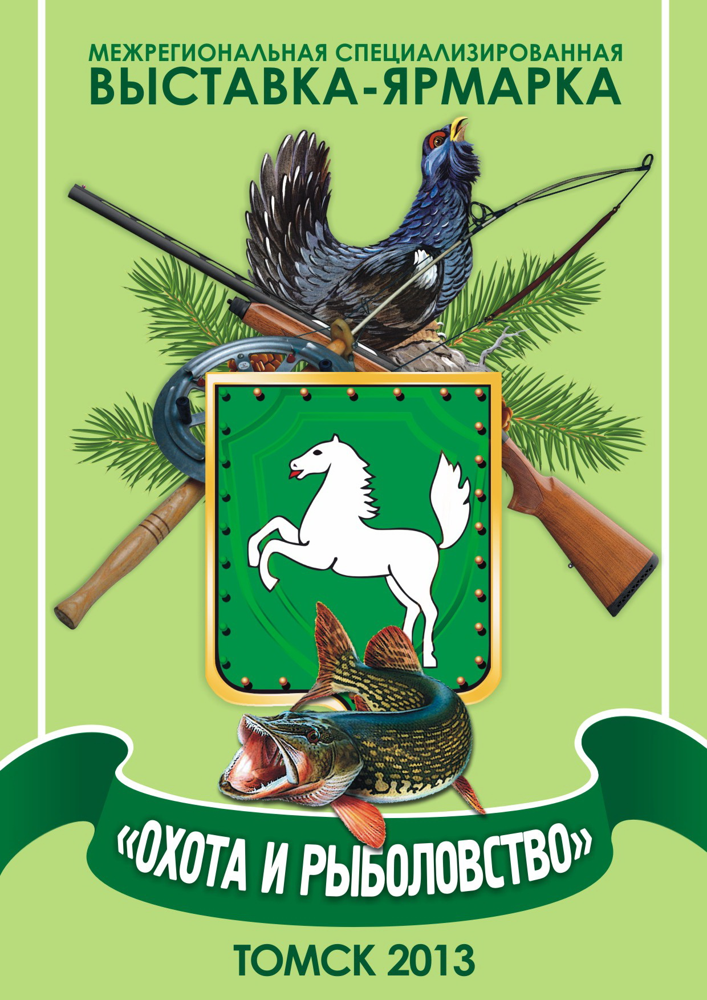 МЕЖРЕГИОНАЛЬНАЯ СПЕЦИАЛИЗИРОВАННАЯ
ВЫСТАВКА-ЯРМАРКА
«ОХОТА И РЫБОЛОВСТВО»
ТОМСК 2013